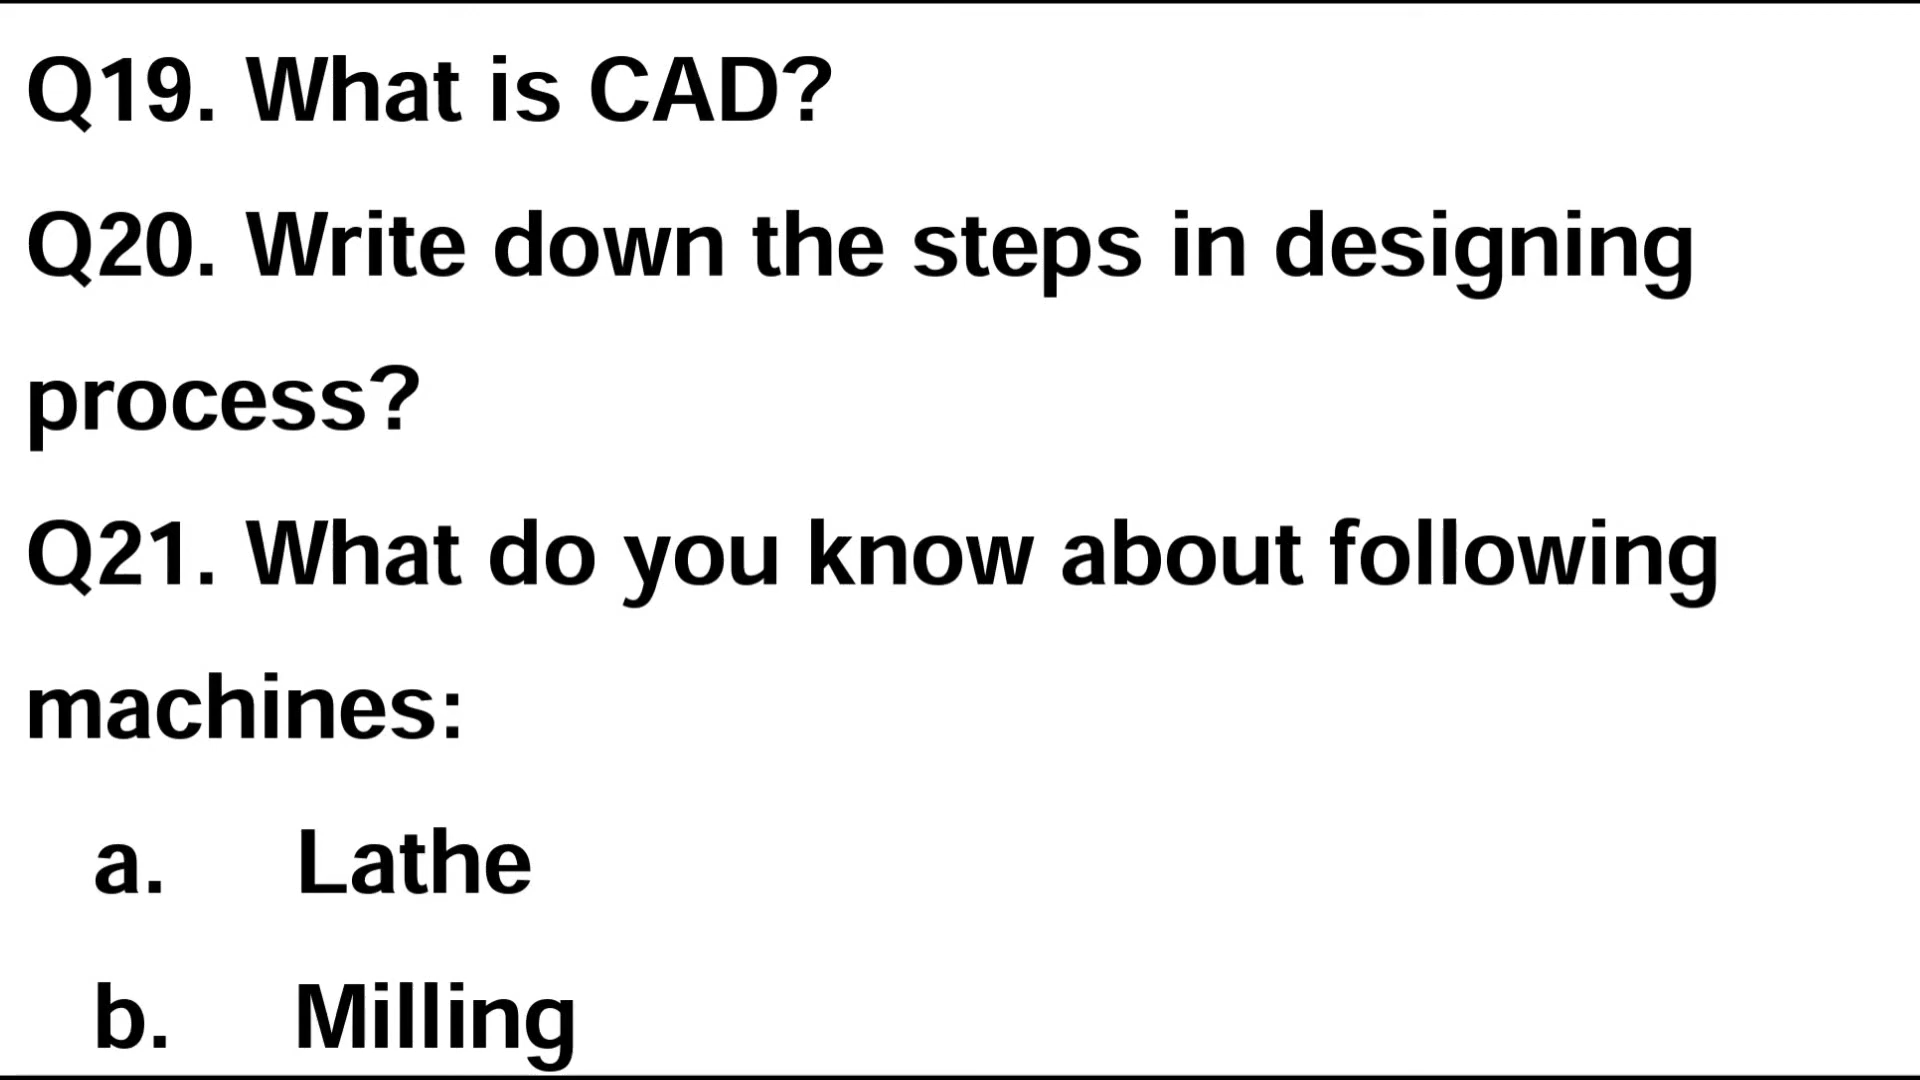 Q19. What is CAD?
Q20. Write down the steps in designing
process?
Q21. What do you know about following
machines:
a. Lathe
b. Milling